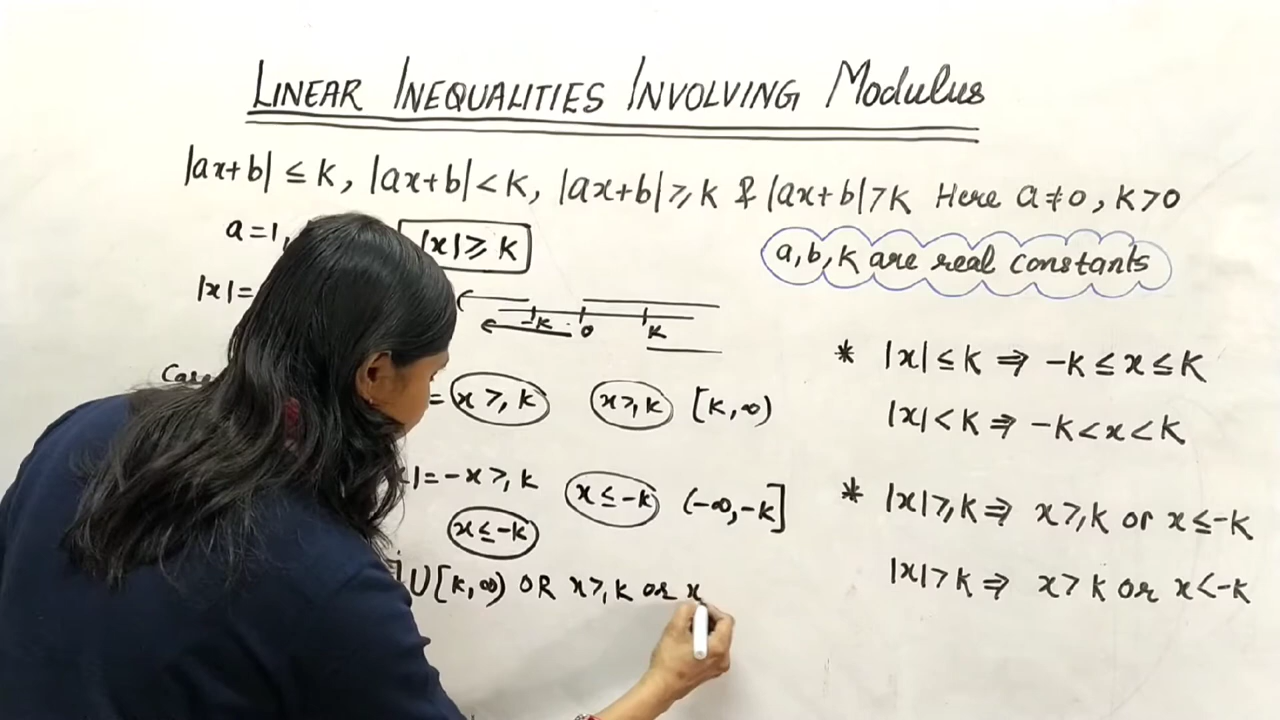 LINEAR INEQUALITIES INVOLVING Modulus
|ax+b| ≤ K, |ax+b| < K, |ax+b| ≥ K & |ax+b| > K Here a ≠ 0, K > 0
a=1, |x| ≥ K
a, b, K are real constants
|x|=
-K 0 K
Case
= x ≥ K x ≥ K [K, ∞)
|=-x ≥ K x ≤ -K (-∞, -K]
x ≤ -K
] U [K, ∞) OR x ≥ K or x
* |x| ≤ K ⇒ -K ≤ x ≤ K
|x| < K ⇒ -K < x < K
* |x| ≥ K ⇒ x ≥ K or x ≤ -K
|x| > K ⇒ x > K or x < -K